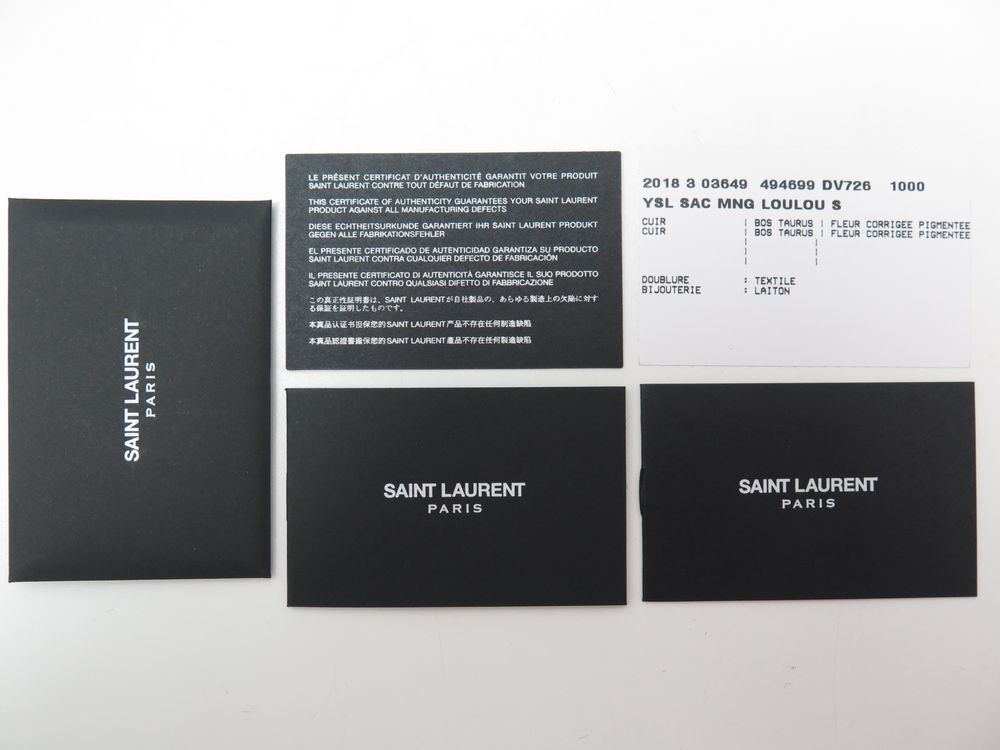 SAINT LAURENT
PARIS
LE PRÉSENT CERTIFICAT D'AUTHENTICITÉ GARANTIT VOTRE PRODUIT
SAINT LAURENT CONTRE TOUT DÉFAUT DE FABRICATION
THIS CERTIFICATE OF AUTHENTICITY GUARANTEES YOUR SAINT LAURENT
PRODUCT AGAINST ALL MANUFACTURING DEFECTS
DIESE ECHTHEITSURKUNDE GARANTIERT IHR SAINT LAURENT PRODUKT
GEGEN ALLE FABRIKATIONSFEHLER
EL PRESENTE CERTIFICADO DE AUTENTICIDAD GARANTIZA SU PRODUCTO
SAINT LAURENT CONTRA CUALQUIER DEFECTO DE FABRICACIÓN
IL PRESENTE CERTIFICATO DI AUTENTICITÀ GARANTISCE IL SUO PRODOTTO
SAINT LAURENT CONTRO QUALSIASI DIFETTO DI FABBRICAZIONE
この真正性証明書は、SAINT LAURENTが自社製品の、あらゆる製造上の欠陥に対す
る保証を証明したものです。
本真品认证书担保您的SAINT LAURENT产品不存在任何制造缺陷
本真品認證書擔保您的SAINT LAURENT產品不存在任何製造缺陷
2018 3 03649 494699 DV726 1000
YSL SAC MNG LOULOU S
CUIR | BOS TAURUS | FLEUR CORRIGEE PIGMENTEE
CUIR | BOS TAURUS | FLEUR CORRIGEE PIGMENTEE
DOUBLURE : TEXTILE
BIJOUTERIE : LAITON
SAINT LAURENT
PARIS
SAINT LAURENT
PARIS